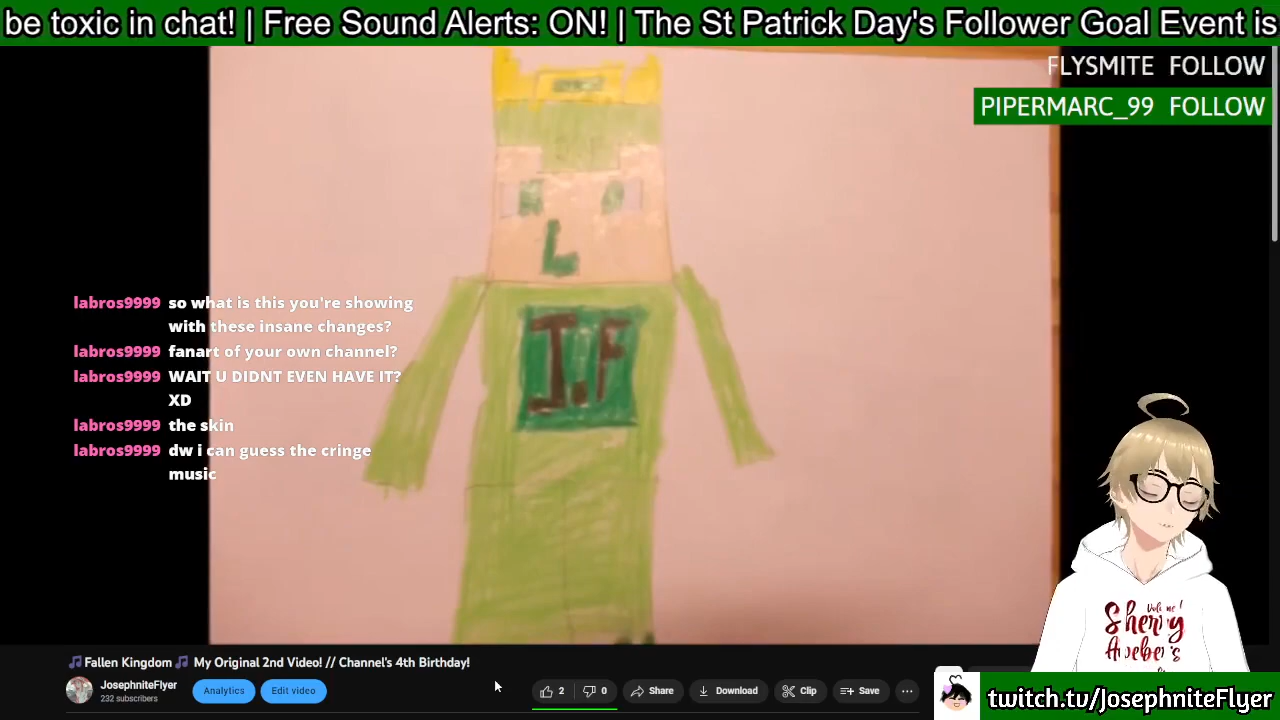 be toxic in chat! | Free Sound Alerts: ON! | The St Patrick Day's Follower Goal Event is
FLYSMITE FOLLOW
PIPERMARC_99 FOLLOW
J.F
labros9999 so what is this you're showing
with these insane changes?
labros9999 fanart of your own channel?
labros9999 WAIT U DIDNT EVEN HAVE IT?
XD
labros9999 the skin
labros9999 dw i can guess the cringe
music
🎵Fallen Kingdom🎵 My Original 2nd Video! // Channel's 4th Birthday!
JosephniteFlyer
232 subscribers
Analytics
Edit video
2
0
Share
Download
Clip
Save
twitch.tv/JosephniteFlyer